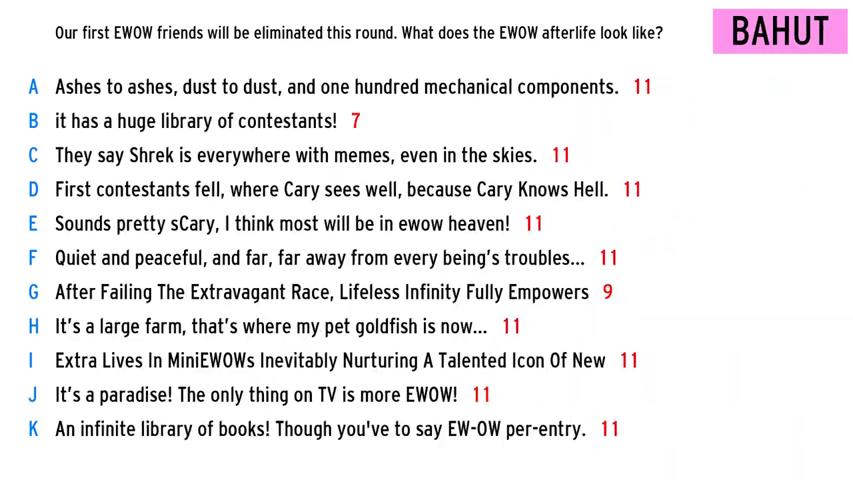 Our first EWOW friends will be eliminated this round. What does the EWOW afterlife look like?
BAHUT
A Ashes to ashes, dust to dust, and one hundred mechanical components. 11
B it has a huge library of contestants! 7
C They say Shrek is everywhere with memes, even in the skies. 11
D First contestants fell, where Cary sees well, because Cary Knows Hell. 11
E Sounds pretty sCary, I think most will be in ewow heaven! 11
F Quiet and peaceful, and far, far away from every being's troubles... 11
G After Failing The Extravagant Race, Lifeless Infinity Fully Empowers 9
H It's a large farm, that's where my pet goldfish is now... 11
I Extra Lives In MiniEWOWs Inevitably Nurturing A Talented Icon Of New 11
J It's a paradise! The only thing on TV is more EWOW! 11
K An infinite library of books! Though you've to say EW-OW per-entry. 11